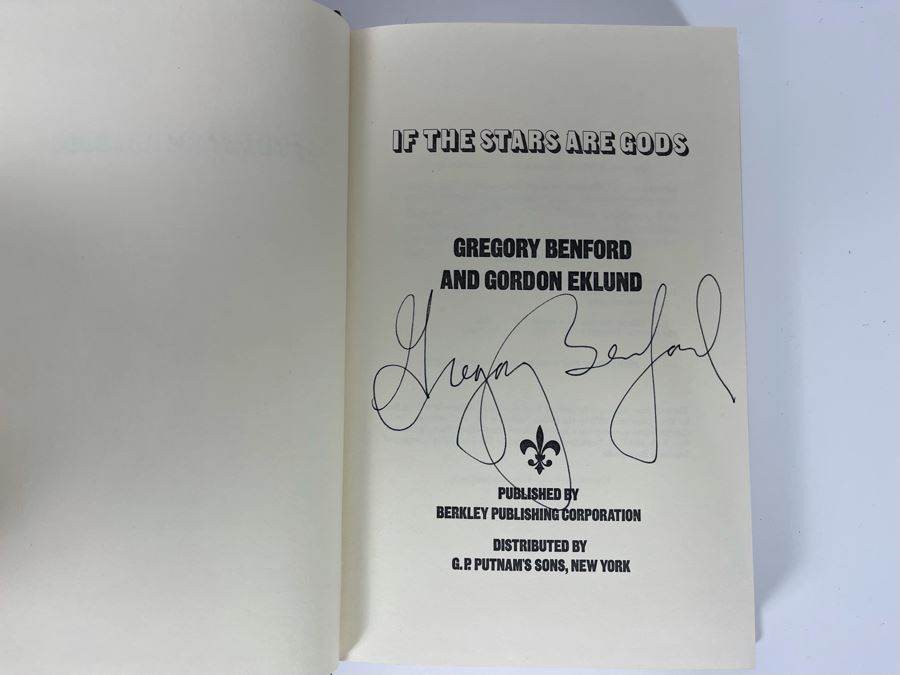 IF THE STARS ARE GODS
GREGORY BENFORD
AND GORDON EKLUND
Gregory Benford
PUBLISHED BY
BERKLEY PUBLISHING CORPORATION
DISTRIBUTED BY
G.P. PUTNAM'S SONS, NEW YORK